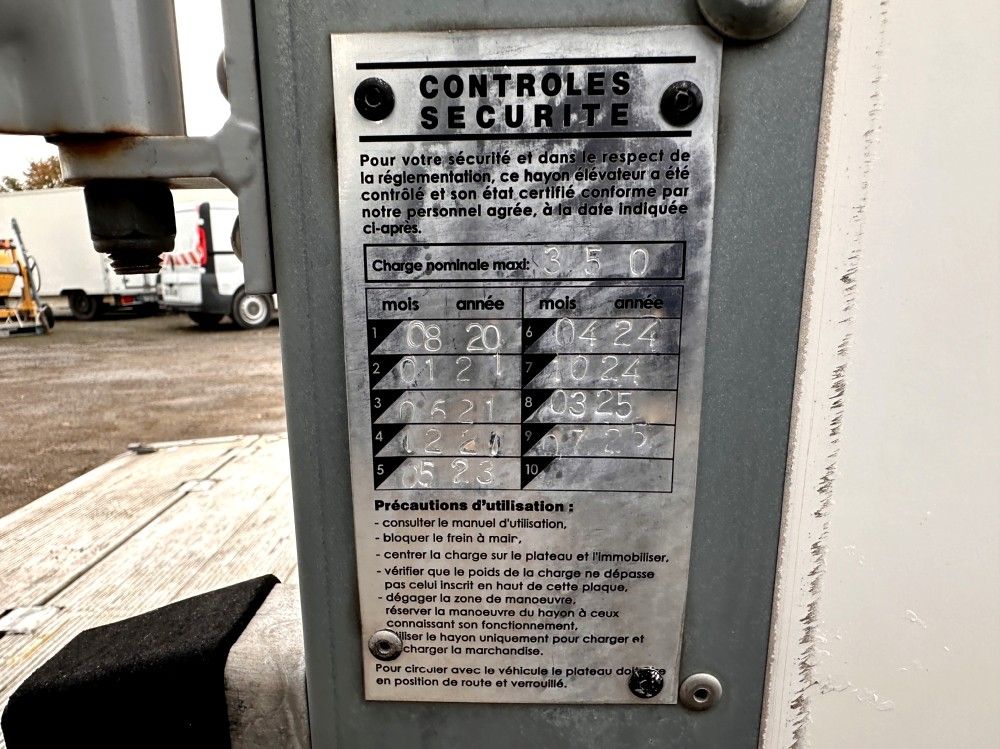 CONTROLES
SECURITE
Pour votre sécurité et dans le respect de
la réglementation, ce hayon élévateur a été
contrôlé et son état certifié conforme par
notre personnel agrée, à la date indiquée
ci-après.
Charge nominale maxi: 350
mois année mois année
1 08 20 6 04 24
2 01 21 7 10 24
3 06 21 8 03 25
4 9 07 25
5 05 23 10
Précautions d'utilisation :
- consulter le manuel d'utilisation,
- bloquer le frein à main,
- centrer la charge sur le plateau et l'immobiliser,
- vérifier que le poids de la charge ne dépasse
pas celui inscrit en haut de cette plaque,
- dégager la zone de manoeuvre,
réserver la manoeuvre du hayon à ceux
connaissant son fonctionnement,
le hayon uniquement pour charger et
la marchandise.
Pour circuler avec le véhicule le plateau
en position de route et verrouillé.